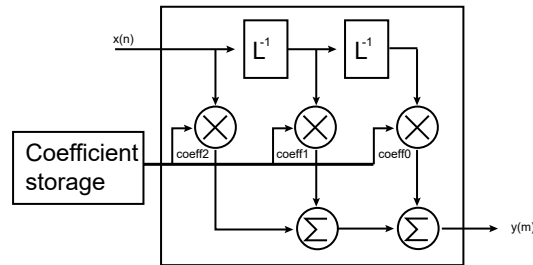 x(n)
L⁻¹
L⁻¹
Coefficient
storage
coeff2
coeff1
coeff0
Σ
Σ
y(m)